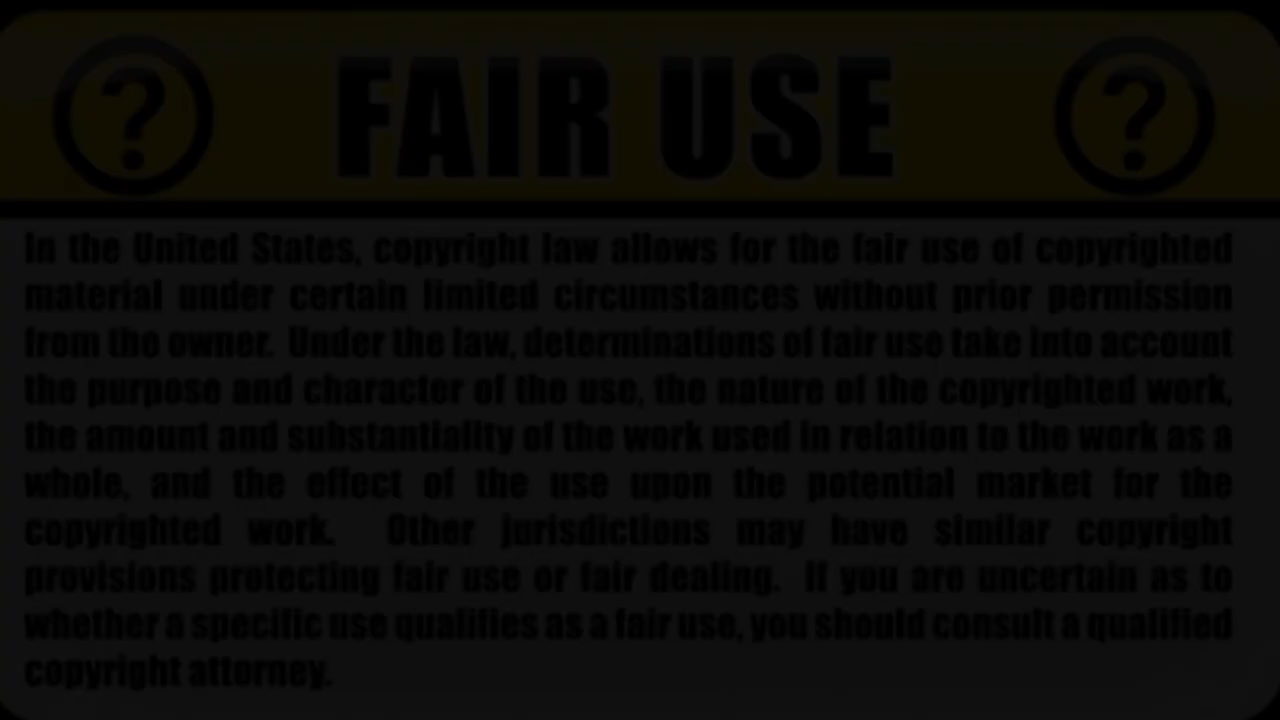 ? FAIR USE ?
In the United States, copyright law allows for the fair use of copyrighted
material under certain limited circumstances without prior permission
from the owner. Under the law, determinations of fair use take into account
the purpose and character of the use, the nature of the copyrighted work,
the amount and substantiality of the work used in relation to the work as a
whole, and the effect of the use upon the potential market for the
copyrighted work. Other jurisdictions may have similar copyright
provisions protecting fair use or fair dealing. If you are uncertain as to
whether a specific use qualifies as a fair use, you should consult a qualified
copyright attorney.